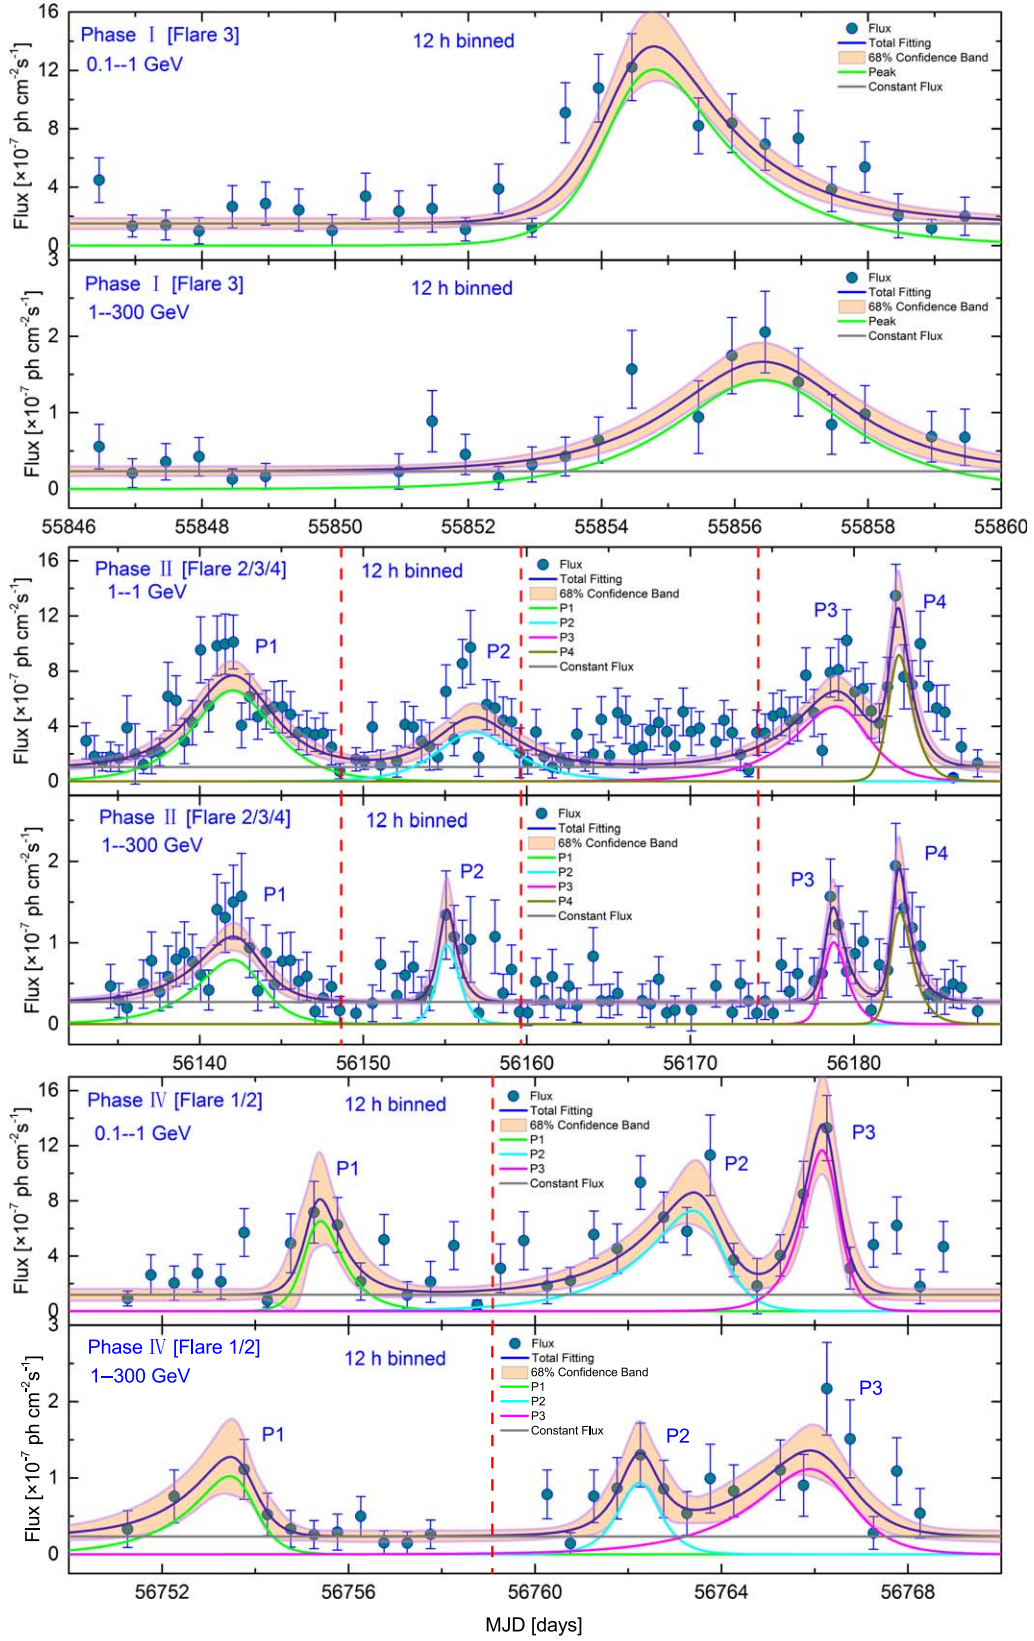 Phase Ⅰ [Flare 3]
0.1--1 GeV
12 h binned
Flux
Total Fitting
68% Confidence Band
Peak
Constant Flux
Flux [×10⁻⁷ ph cm⁻²s⁻¹]
16
12
8
4
0
Phase Ⅰ [Flare 3]
1--300 GeV
12 h binned
Flux
Total Fitting
68% Confidence Band
Peak
Constant Flux
Flux [×10⁻⁷ ph cm⁻²s⁻¹]
3
2
1
0
55846 55848 55850 55852 55854 55856 55858 55860
Phase Ⅱ [Flare 2/3/4]
1--1 GeV
12 h binned
Flux
Total Fitting
68% Confidence Band
P1
P2
P3
P4
Constant Flux
P1 P2 P3 P4
Flux [×10⁻⁷ ph cm⁻²s⁻¹]
16
12
8
4
0
Phase Ⅱ [Flare 2/3/4]
1--300 GeV
12 h binned
Flux
Total Fitting
68% Confidence Band
P1
P2
P3
P4
Constant Flux
P1 P2 P3 P4
Flux [×10⁻⁷ ph cm⁻²s⁻¹]
2
1
0
56140 56150 56160 56170 56180
Phase Ⅳ [Flare 1/2]
0.1--1 GeV
12 h binned
Flux
Total Fitting
68% Confidence Band
P1
P2
P3
Constant Flux
P1 P2 P3
Flux [×10⁻⁷ ph cm⁻²s⁻¹]
16
12
8
4
0
Phase Ⅳ [Flare 1/2]
1–300 GeV
12 h binned
Flux
Total Fitting
68% Confidence Band
P1
P2
P3
Constant Flux
P1 P2 P3
Flux [×10⁻⁷ ph cm⁻²s⁻¹]
3
2
1
0
56752 56756 56760 56764 56768
MJD [days]